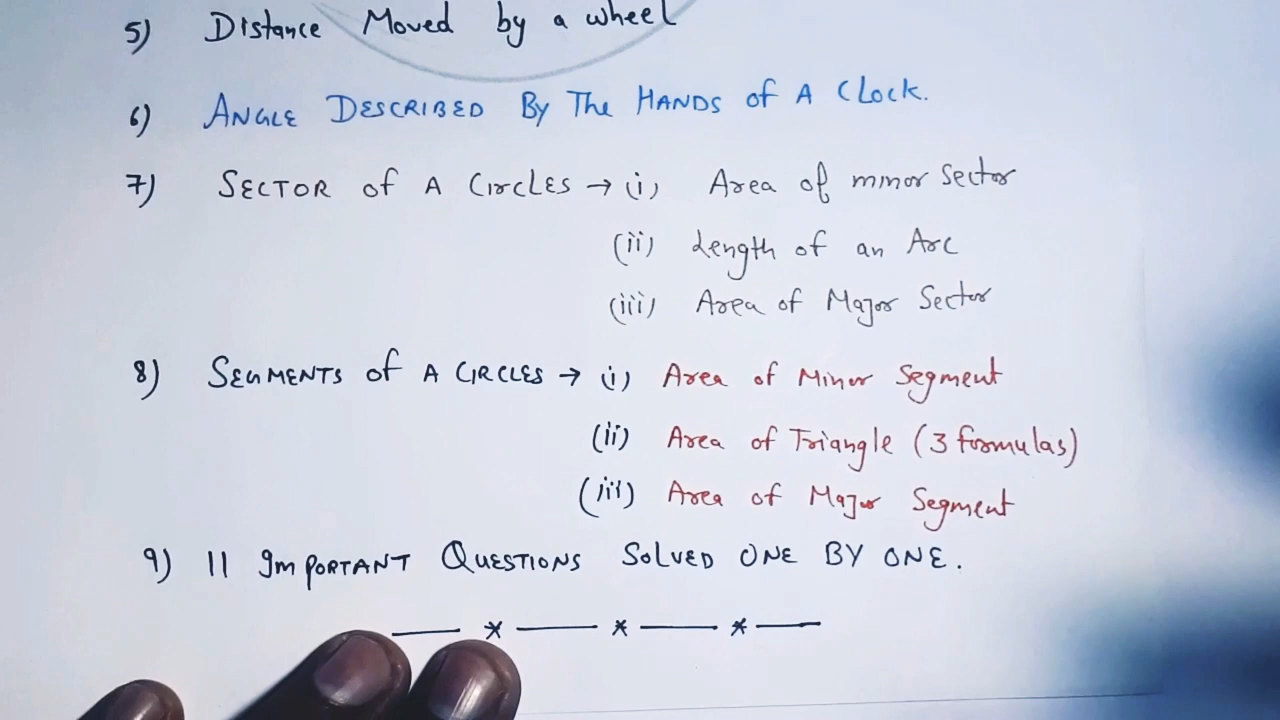 5) Distance Moved by a wheel
6) ANGLE DESCRIBED By The HANDS of A Clock.
7) SECTOR of A CircLES → (i) Area of minor Sector
(ii) Length of an Arc
(iii) Area of Major Sector
8) SEGMENTS of A CIRCLES → (i) Area of Minor Segment
(ii) Area of Triangle (3 formulas)
(iii) Area of Major Segment
9) 11 ImPORTANT QUESTIONS SOLVED ONE BY ONE.